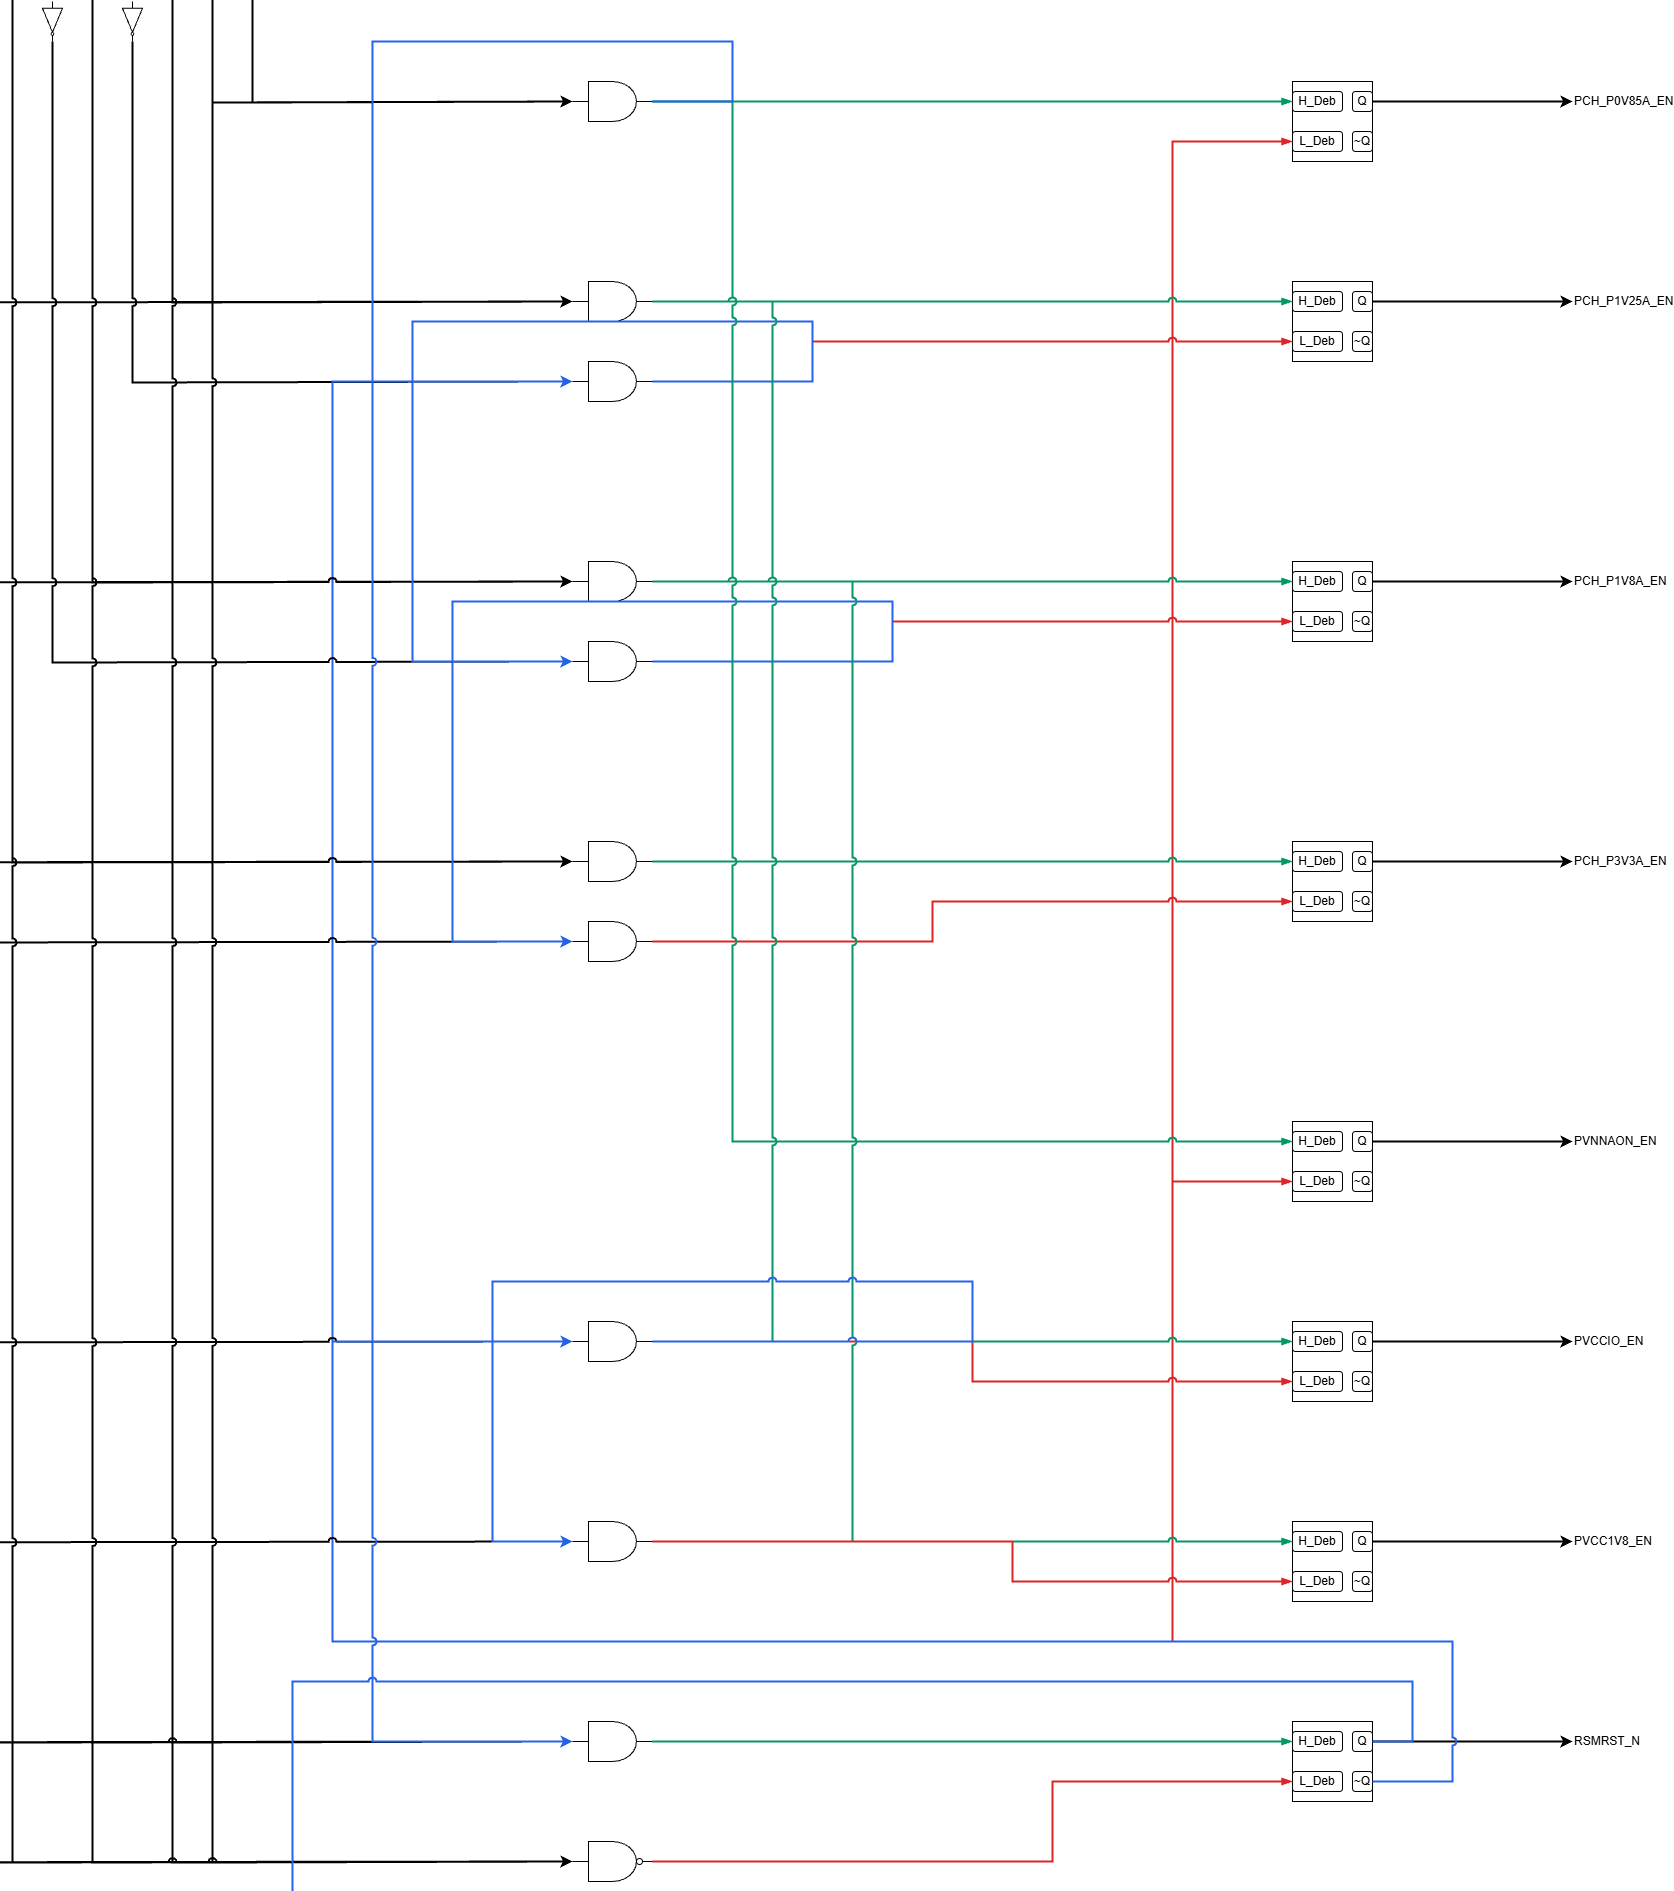 H_Deb Q PCH_P0V85A_EN
L_Deb ~Q
H_Deb Q PCH_P1V25A_EN
L_Deb ~Q
H_Deb Q PCH_P1V8A_EN
L_Deb ~Q
H_Deb Q PCH_P3V3A_EN
L_Deb ~Q
H_Deb Q PVNNAON_EN
L_Deb ~Q
H_Deb Q PVCCIO_EN
L_Deb ~Q
H_Deb Q PVCC1V8_EN
L_Deb ~Q
H_Deb Q RSMRST_N
L_Deb ~Q